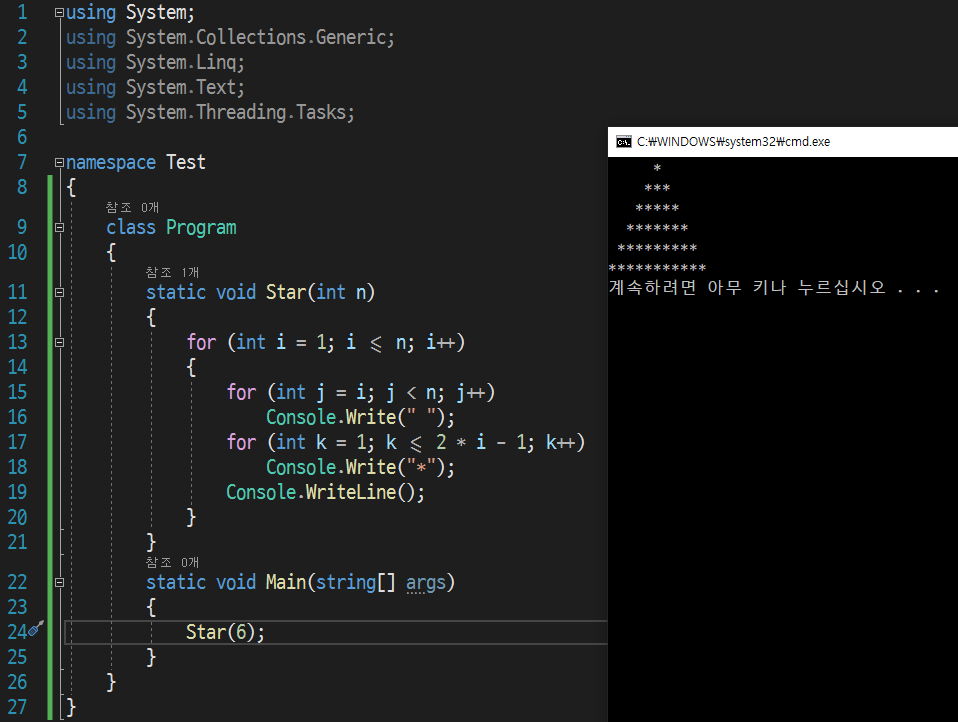 1 using System;
2 using System.Collections.Generic;
3 using System.Linq;
4 using System.Text;
5 using System.Threading.Tasks;
6
7 namespace Test
8 {
참조 0개
9 class Program
10 {
참조 1개
11 static void Star(int n)
12 {
13 for (int i = 1; i <= n; i++)
14 {
15 for (int j = i; j < n; j++)
16 Console.Write(" ");
17 for (int k = 1; k <= 2 * i - 1; k++)
18 Console.Write("*");
19 Console.WriteLine();
20 }
21 }
참조 0개
22 static void Main(string[] args)
23 {
24 Star(6);
25 }
26 }
27 }
C:₩WINDOWS₩system32₩cmd.exe
     *
    ***
   *****
  *******
 *********
***********
계속하려면 아무 키나 누르십시오 . . .